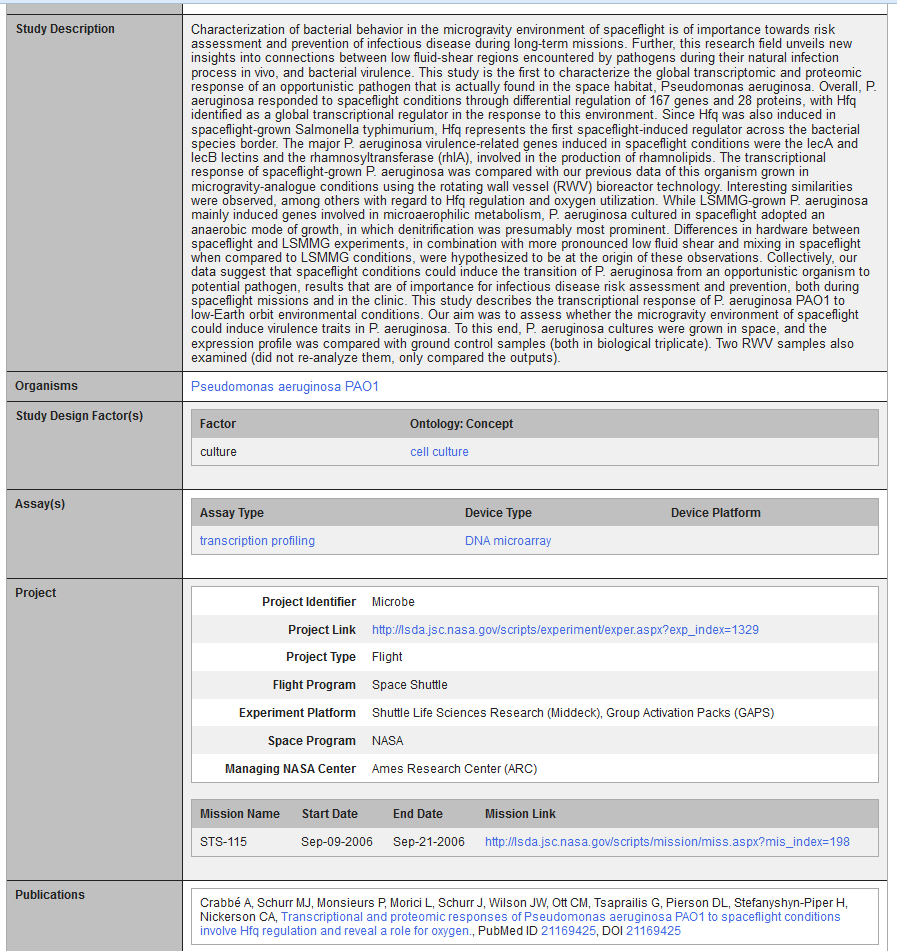 Study Description
Characterization of bacterial behavior in the microgravity environment of spaceflight is of importance towards risk
assessment and prevention of infectious disease during long-term missions. Further, this research field unveils new
insights into connections between low fluid-shear regions encountered by pathogens during their natural infection
process in vivo, and bacterial virulence. This study is the first to characterize the global transcriptomic and proteomic
response of an opportunistic pathogen that is actually found in the space habitat, Pseudomonas aeruginosa. Overall, P.
aeruginosa responded to spaceflight conditions through differential regulation of 167 genes and 28 proteins, with Hfq
identified as a global transcriptional regulator in the response to this environment. Since Hfq was also induced in
spaceflight-grown Salmonella typhimurium, Hfq represents the first spaceflight-induced regulator across the bacterial
species border. The major P. aeruginosa virulence-related genes induced in spaceflight conditions were the lecA and
lecB lectins and the rhamnosyltransferase (rhlA), involved in the production of rhamnolipids. The transcriptional
response of spaceflight-grown P. aeruginosa was compared with our previous data of this organism grown in
microgravity-analogue conditions using the rotating wall vessel (RWV) bioreactor technology. Interesting similarities
were observed, among others with regard to Hfq regulation and oxygen utilization. While LSMMG-grown P. aeruginosa
mainly induced genes involved in microaerophilic metabolism, P. aeruginosa cultured in spaceflight adopted an
anaerobic mode of growth, in which denitrification was presumably most prominent. Differences in hardware between
spaceflight and LSMMG experiments, in combination with more pronounced low fluid shear and mixing in spaceflight
when compared to LSMMG conditions, were hypothesized to be at the origin of these observations. Collectively, our
data suggest that spaceflight conditions could induce the transition of P. aeruginosa from an opportunistic organism to
potential pathogen, results that are of importance for infectious disease risk assessment and prevention, both during
spaceflight missions and in the clinic. This study describes the transcriptional response of P. aeruginosa PAO1 to
low-Earth orbit environmental conditions. Our aim was to assess whether the microgravity environment of spaceflight
could induce virulence traits in P. aeruginosa. To this end, P. aeruginosa cultures were grown in space, and the
expression profile was compared with ground control samples (both in biological triplicate). Two RWV samples also
examined (did not re-analyze them, only compared the outputs).
Organisms
Pseudomonas aeruginosa PAO1
Study Design Factor(s)
Factor Ontology: Concept
culture cell culture
Assay(s)
Assay Type Device Type Device Platform
transcription profiling DNA microarray
Project
Project Identifier Microbe
Project Link http://lsda.jsc.nasa.gov/scripts/experiment/exper.aspx?exp_index=1329
Project Type Flight
Flight Program Space Shuttle
Experiment Platform Shuttle Life Sciences Research (Middeck), Group Activation Packs (GAPS)
Space Program NASA
Managing NASA Center Ames Research Center (ARC)
Mission Name Start Date End Date Mission Link
STS-115 Sep-09-2006 Sep-21-2006 http://lsda.jsc.nasa.gov/scripts/mission/miss.aspx?mis_index=198
Publications
Crabbé A, Schurr MJ, Monsieurs P, Morici L, Schurr J, Wilson JW, Ott CM, Tsaprailis G, Pierson DL, Stefanyshyn-Piper H,
Nickerson CA, Transcriptional and proteomic responses of Pseudomonas aeruginosa PAO1 to spaceflight conditions
involve Hfq regulation and reveal a role for oxygen., PubMed ID 21169425, DOI 21169425